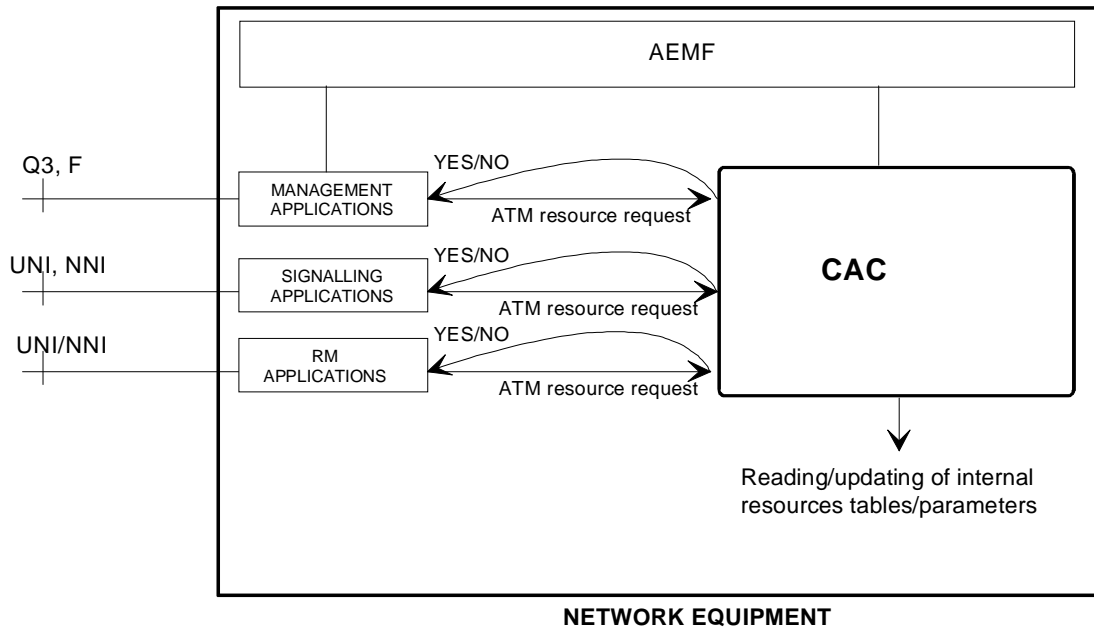 AEMF
Q3, F
YES/NO
MANAGEMENT
APPLICATIONS
ATM resource request
UNI, NNI
YES/NO
SIGNALLING
APPLICATIONS
ATM resource request
CAC
UNI/NNI
YES/NO
RM
APPLICATIONS
ATM resource request
Reading/updating of internal
resources tables/parameters
NETWORK EQUIPMENT